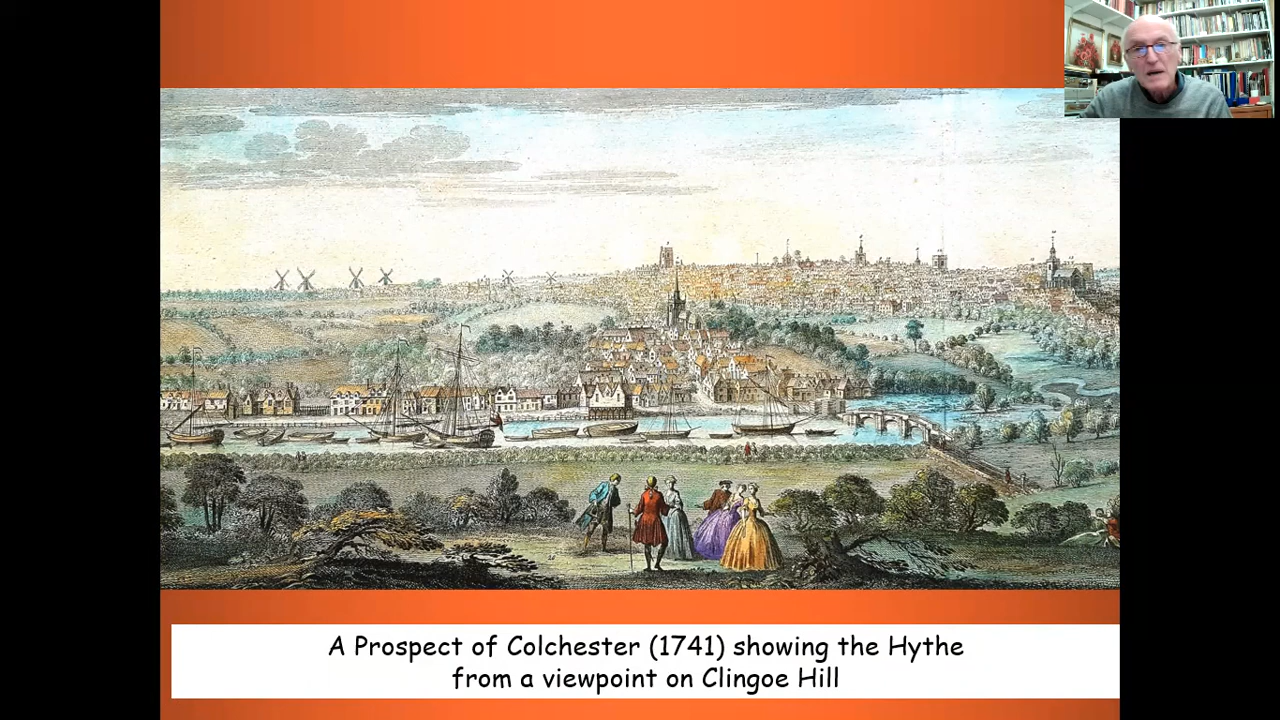 A Prospect of Colchester (1741) showing the Hythe
from a viewpoint on Clingoe Hill